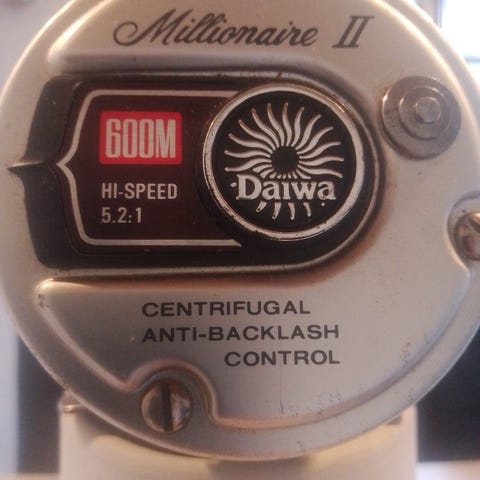 Millionaire II
600M
HI-SPEED
5.2:1
Daiwa
CENTRIFUGAL
ANTI-BACKLASH
CONTROL